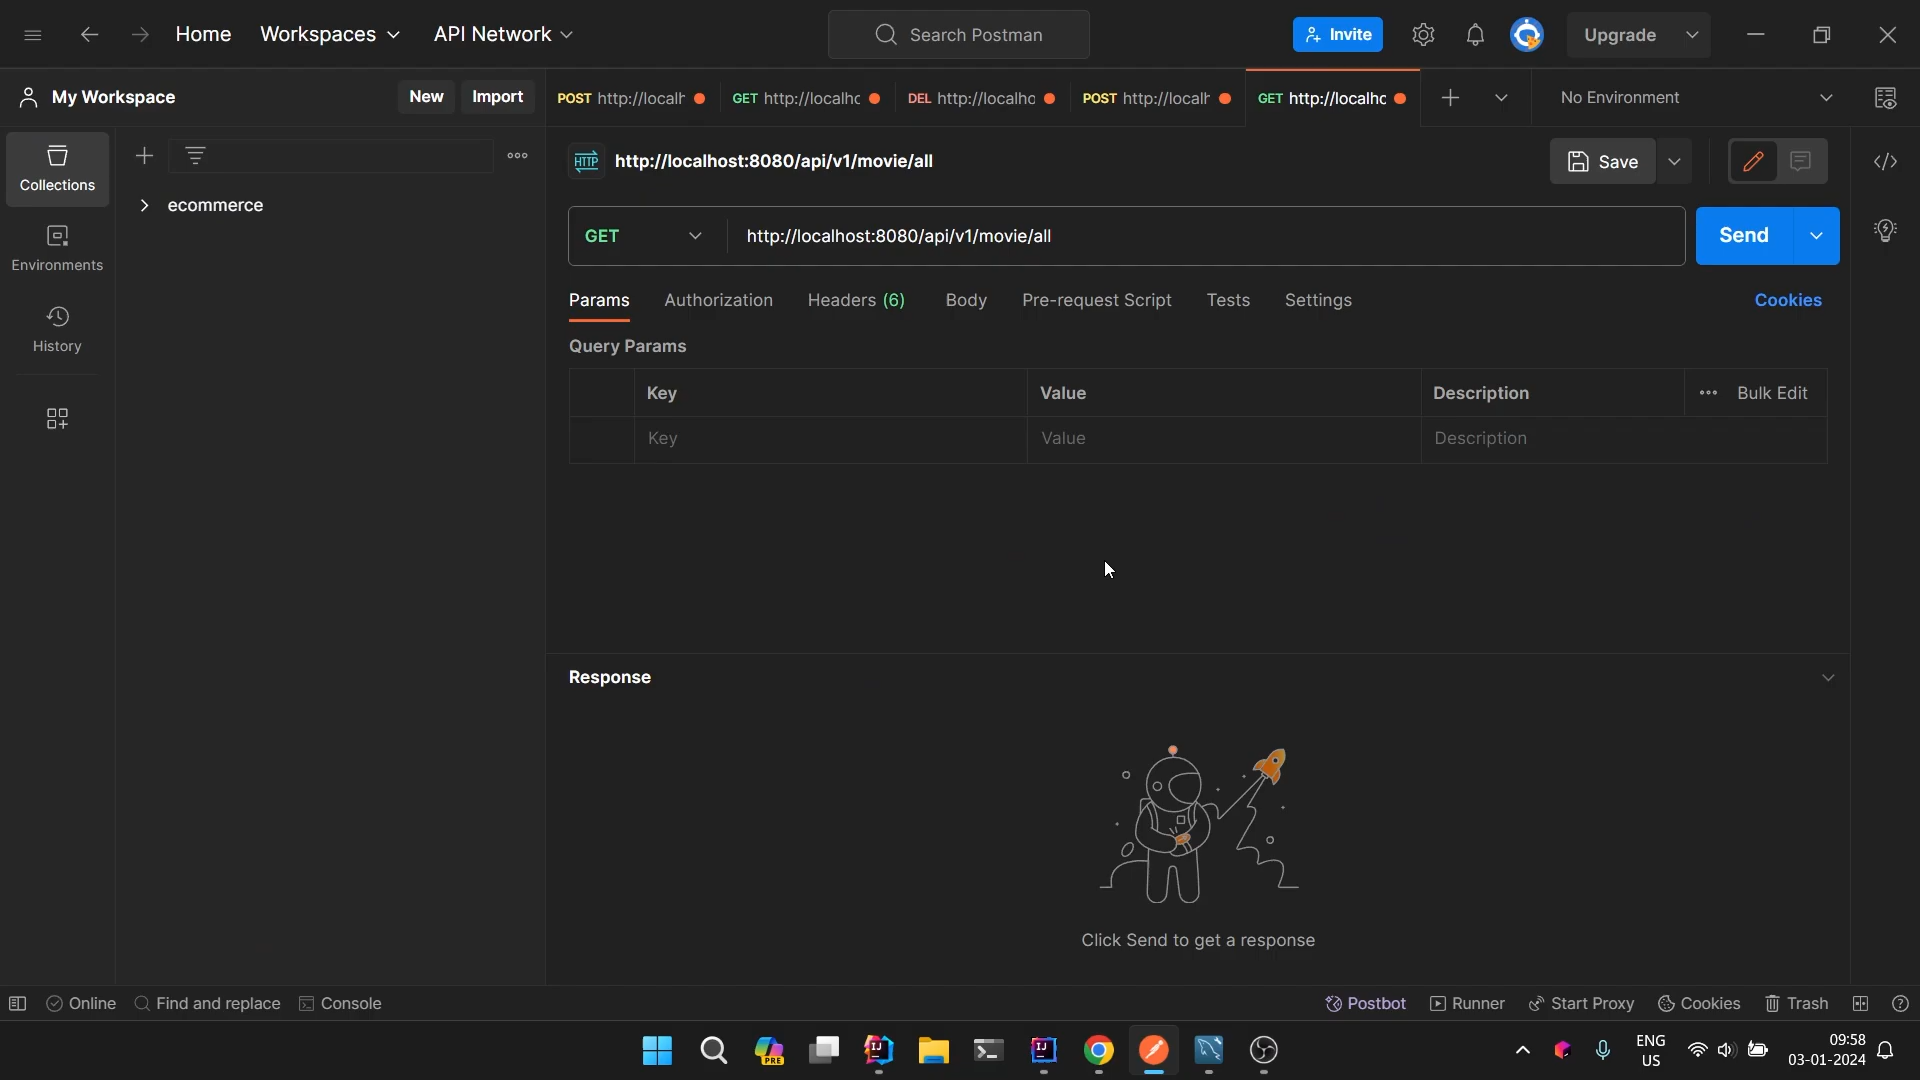 Home Workspaces API Network Search Postman Invite Upgrade
My Workspace New Import POST http://localh GET http://localhc DEL http://localhc POST http://localh GET http://localhc No Environment
HTTP http://localhost:8080/api/v1/movie/all Save
Collections
ecommerce
GET http://localhost:8080/api/v1/movie/all Send
Environments
Params Authorization Headers (6) Body Pre-request Script Tests Settings Cookies
History
Query Params
Key Value Description Bulk Edit
Key Value Description
Response
Click Send to get a response
Online Find and replace Console Postbot Runner Start Proxy Cookies Trash
PRE IJ IJ ENG 09:58
US 03-01-2024